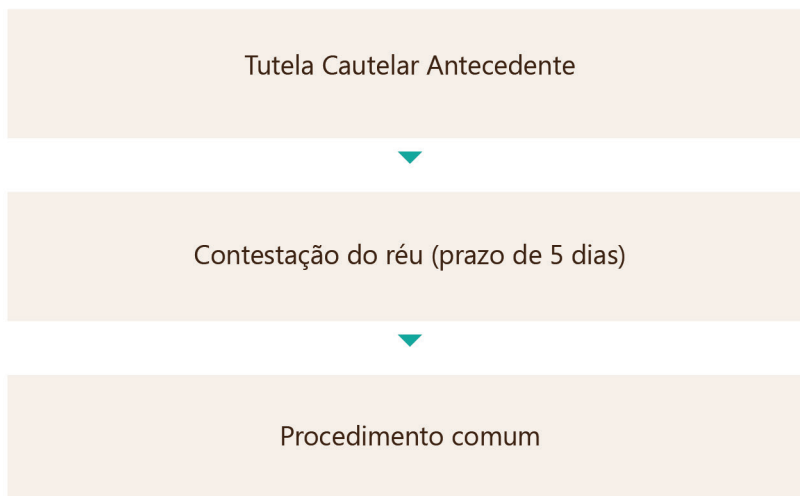 Tutela Cautelar Antecedente
Contestação do réu (prazo de 5 dias)
Procedimento comum